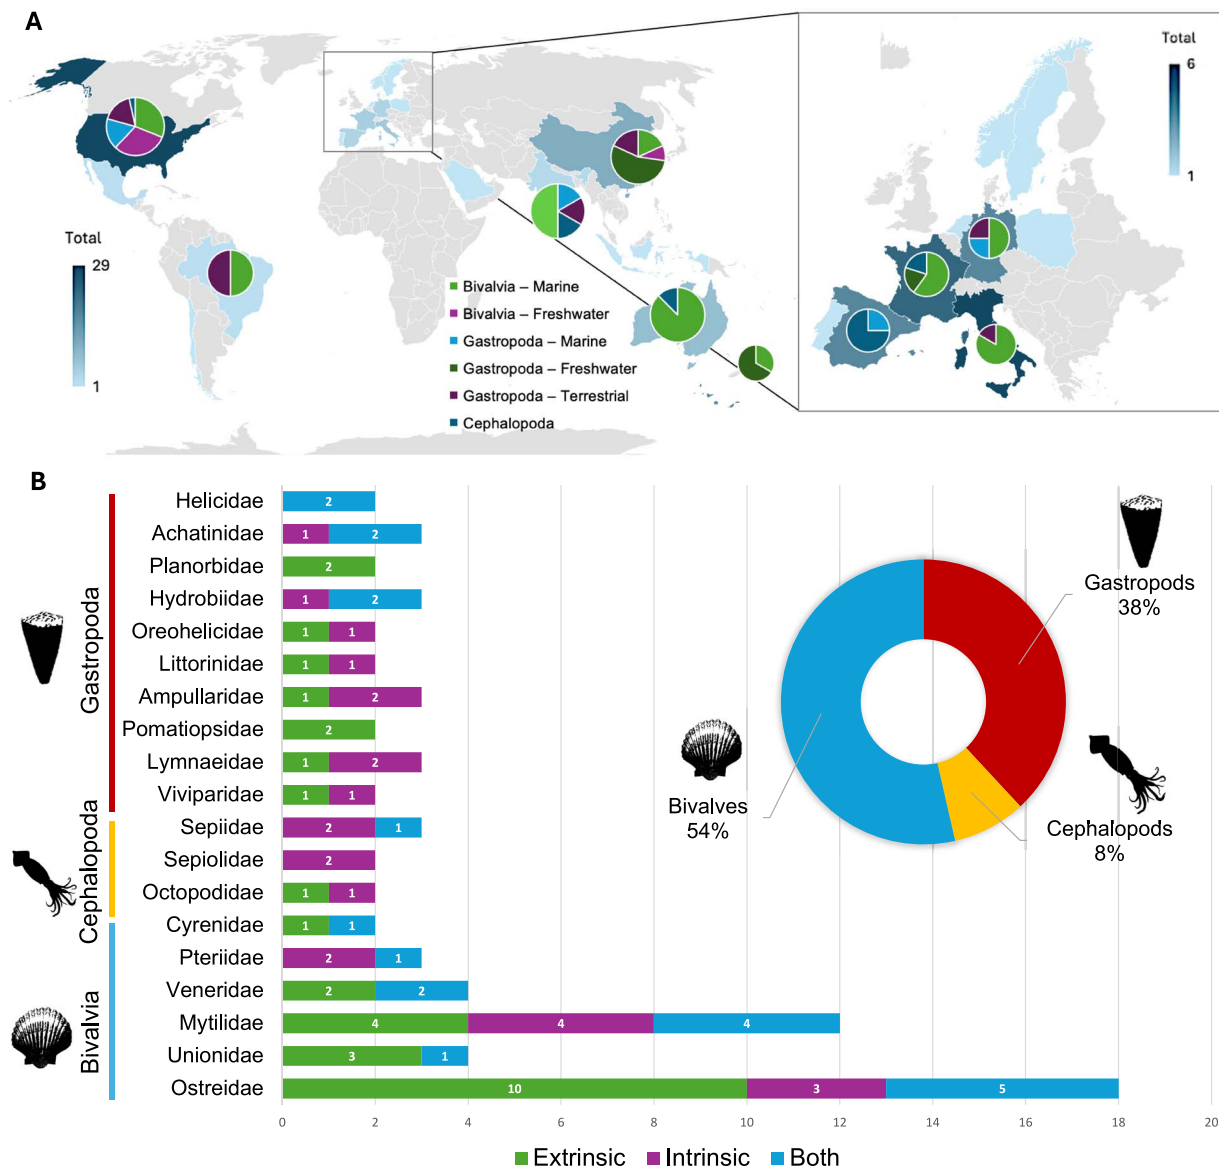 A
Total
29
1
Bivalvia – Marine
Bivalvia – Freshwater
Gastropoda – Marine
Gastropoda – Freshwater
Gastropoda – Terrestrial
Cephalopoda
Total
6
1
B
Gastropoda
Cephalopoda
Bivalvia
Helicidae 2
Achatinidae 1 2
Planorbidae 2
Hydrobiidae 1 2
Oreohelicidae 1 1
Littorinidae 1 1
Ampullaridae 1 2
Pomatiopsidae 2
Lymnaeidae 1 2
Viviparidae 1 1
Sepiidae 2 1
Sepiolidae 2
Octopodidae 1 1
Cyrenidae 1 1
Pteriidae 2 1
Veneridae 2 2
Mytilidae 4 4 4
Unionidae 3 1
Ostreidae 10 3 5
0 2 4 6 8 10 12 14 16 18 20
Extrinsic Intrinsic Both
Gastropods
38%
Bivalves
54%
Cephalopods
8%